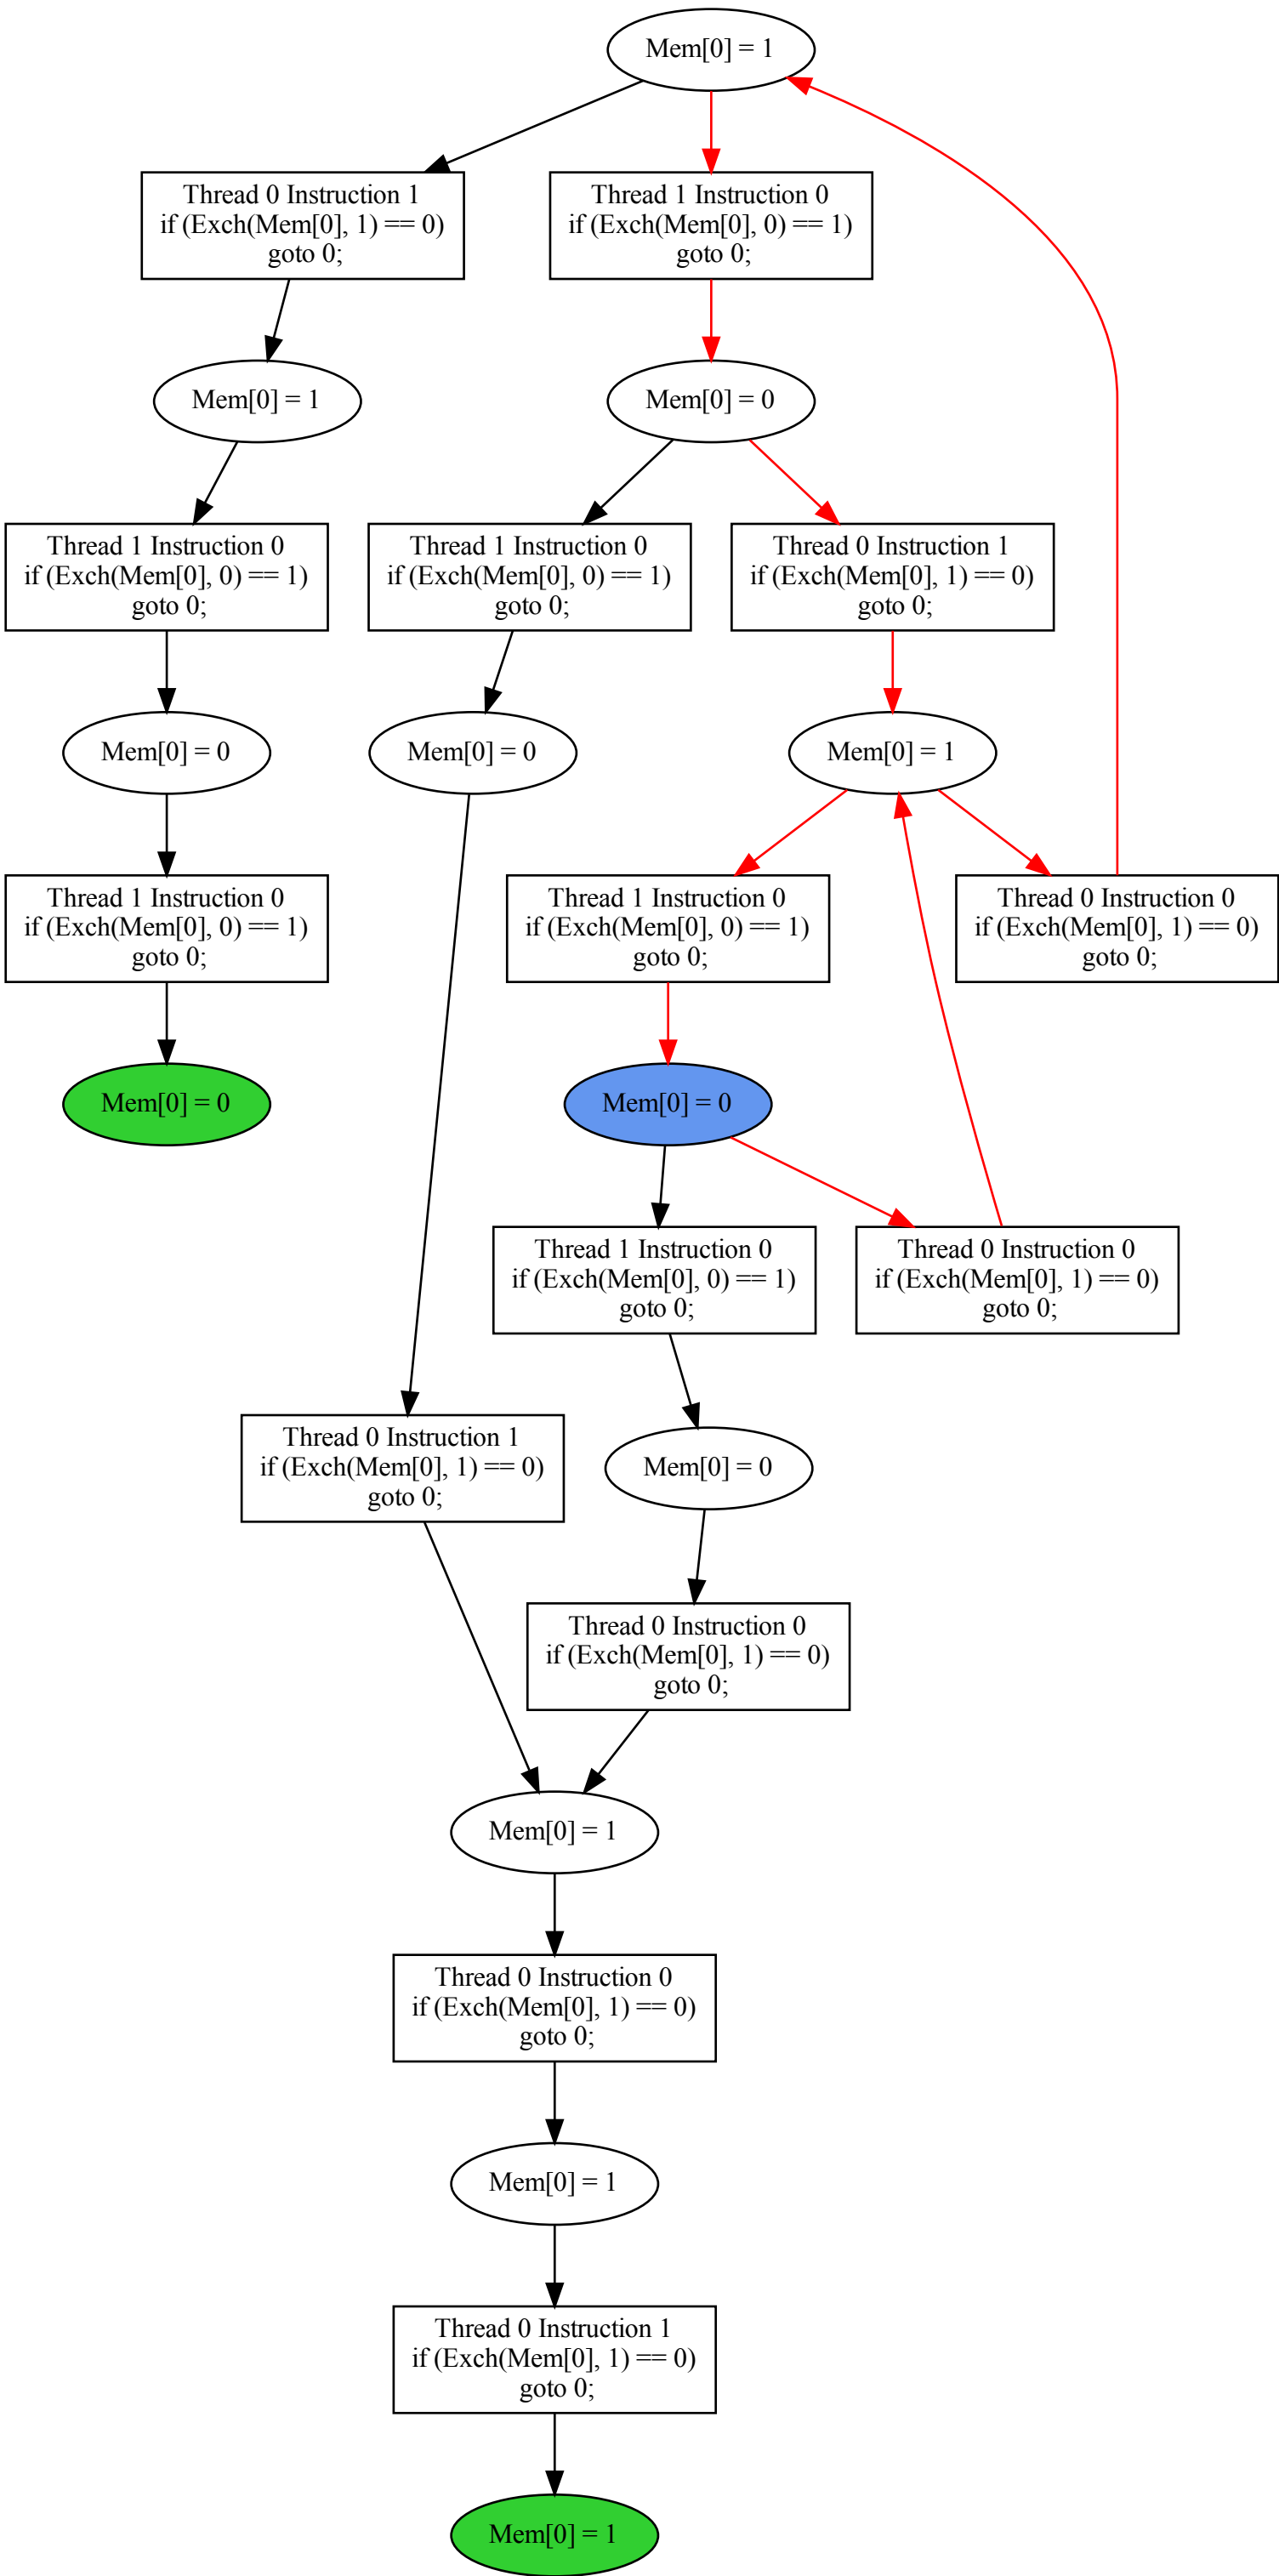 Mem[0] = 1
Thread 0 Instruction 1
if (Exch(Mem[0], 1) == 0)
goto 0;
Thread 1 Instruction 0
if (Exch(Mem[0], 0) == 1)
goto 0;
Mem[0] = 1
Mem[0] = 0
Thread 1 Instruction 0
if (Exch(Mem[0], 0) == 1)
goto 0;
Thread 1 Instruction 0
if (Exch(Mem[0], 0) == 1)
goto 0;
Thread 0 Instruction 1
if (Exch(Mem[0], 1) == 0)
goto 0;
Mem[0] = 0
Mem[0] = 0
Mem[0] = 1
Thread 1 Instruction 0
if (Exch(Mem[0], 0) == 1)
goto 0;
Thread 1 Instruction 0
if (Exch(Mem[0], 0) == 1)
goto 0;
Thread 0 Instruction 0
if (Exch(Mem[0], 1) == 0)
goto 0;
Mem[0] = 0
Mem[0] = 0
Thread 1 Instruction 0
if (Exch(Mem[0], 0) == 1)
goto 0;
Thread 0 Instruction 0
if (Exch(Mem[0], 1) == 0)
goto 0;
Thread 0 Instruction 1
if (Exch(Mem[0], 1) == 0)
goto 0;
Mem[0] = 0
Thread 0 Instruction 0
if (Exch(Mem[0], 1) == 0)
goto 0;
Mem[0] = 1
Thread 0 Instruction 0
if (Exch(Mem[0], 1) == 0)
goto 0;
Mem[0] = 1
Thread 0 Instruction 1
if (Exch(Mem[0], 1) == 0)
goto 0;
Mem[0] = 1